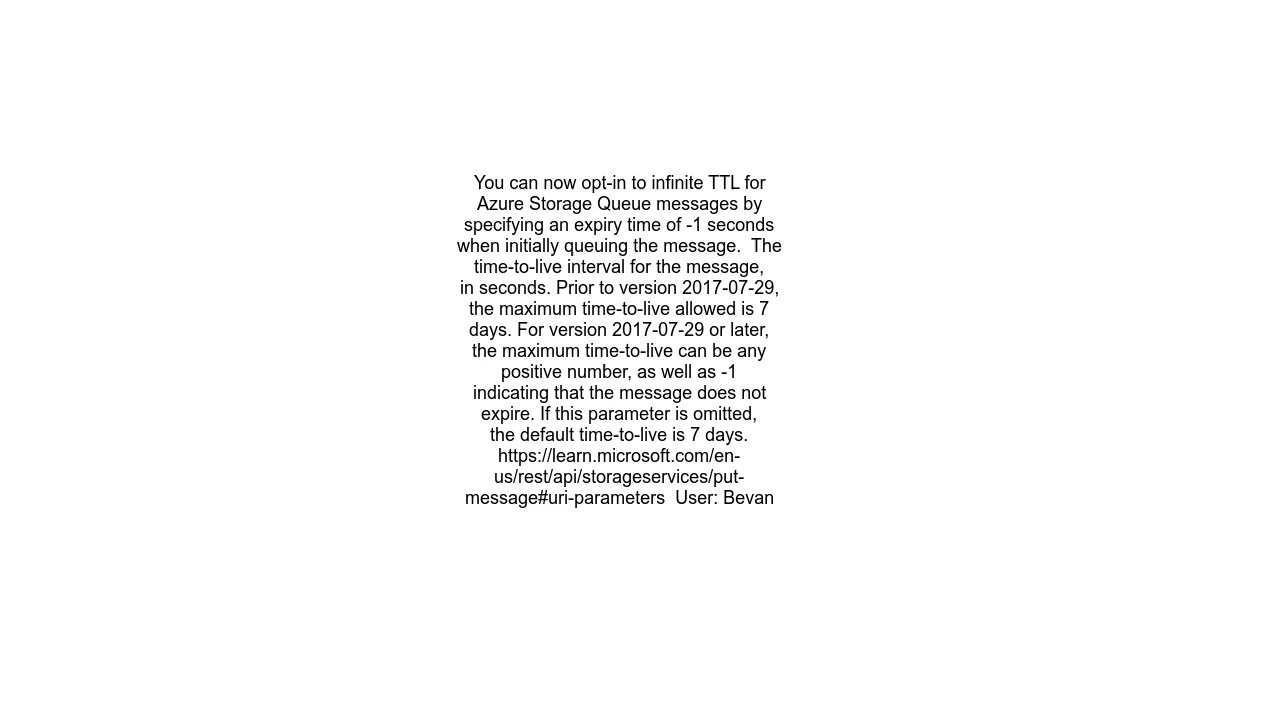 You can now opt-in to infinite TTL for
Azure Storage Queue messages by
specifying an expiry time of -1 seconds
when initially queuing the message.  The
time-to-live interval for the message,
in seconds. Prior to version 2017-07-29,
the maximum time-to-live allowed is 7
days. For version 2017-07-29 or later,
the maximum time-to-live can be any
positive number, as well as -1
indicating that the message does not
expire. If this parameter is omitted,
the default time-to-live is 7 days.
https://learn.microsoft.com/en-
us/rest/api/storageservices/put-
message#uri-parameters  User: Bevan